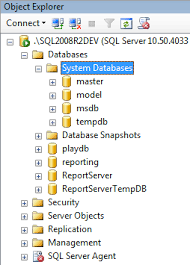 Object Explorer
Connect
.\SQL2008R2DEV (SQL Server 10.50.4033
Databases
System Databases
master
model
msdb
tempdb
Database Snapshots
playdb
reporting
ReportServer
ReportServerTempDB
Security
Server Objects
Replication
Management
SQL Server Agent